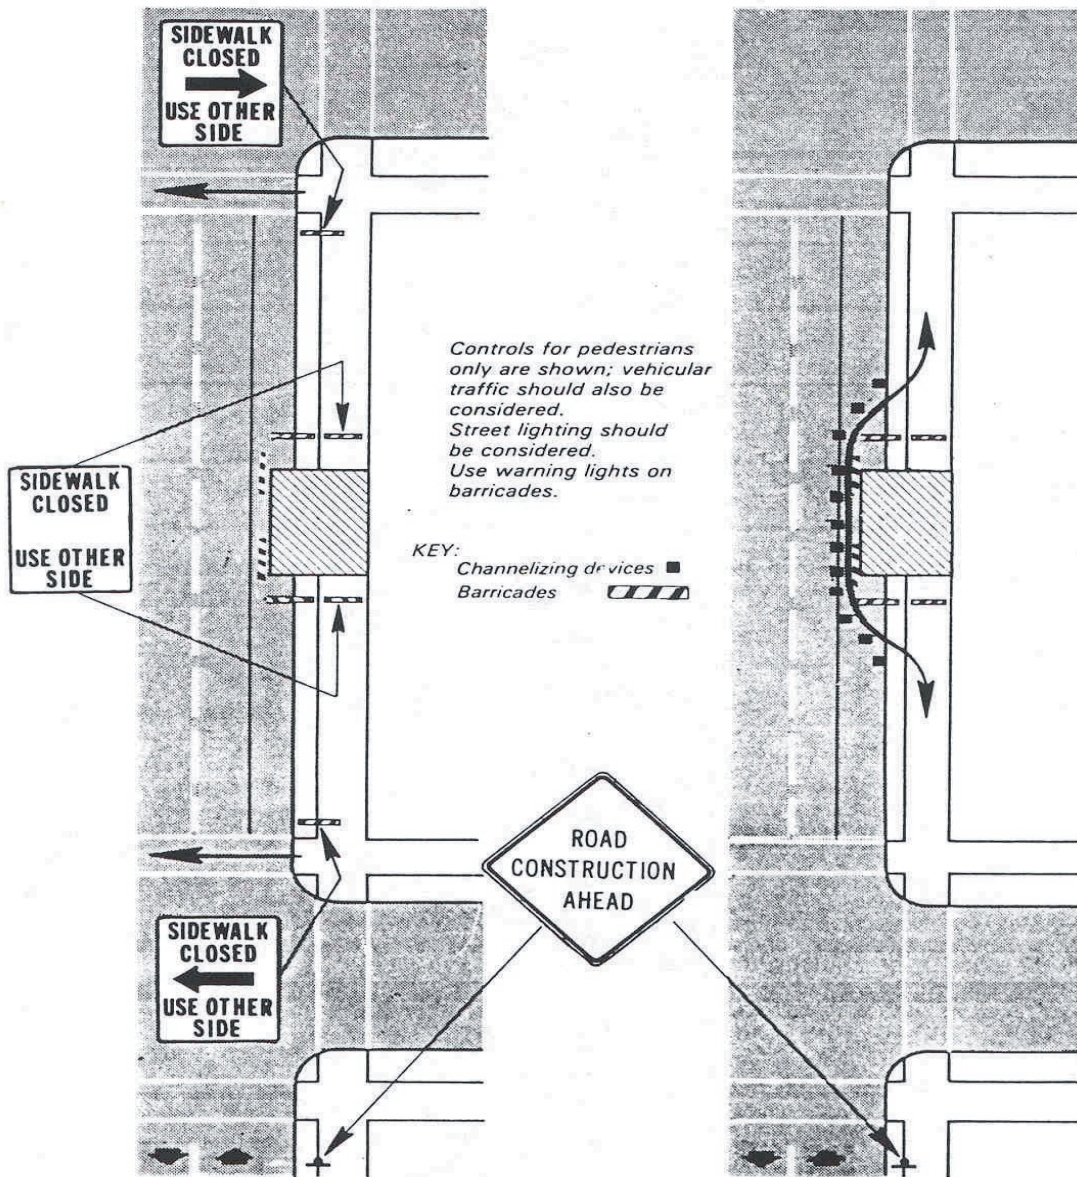 SIDEWALK
CLOSED
USE OTHER
SIDE
Controls for pedestrians
only are shown; vehicular
traffic should also be
considered.
Street lighting should
be considered.
Use warning lights on
barricades.
SIDEWALK
CLOSED
USE OTHER
SIDE
KEY:
Channelizing devices
Barricades
ROAD
CONSTRUCTION
AHEAD
SIDEWALK
CLOSED
USE OTHER
SIDE